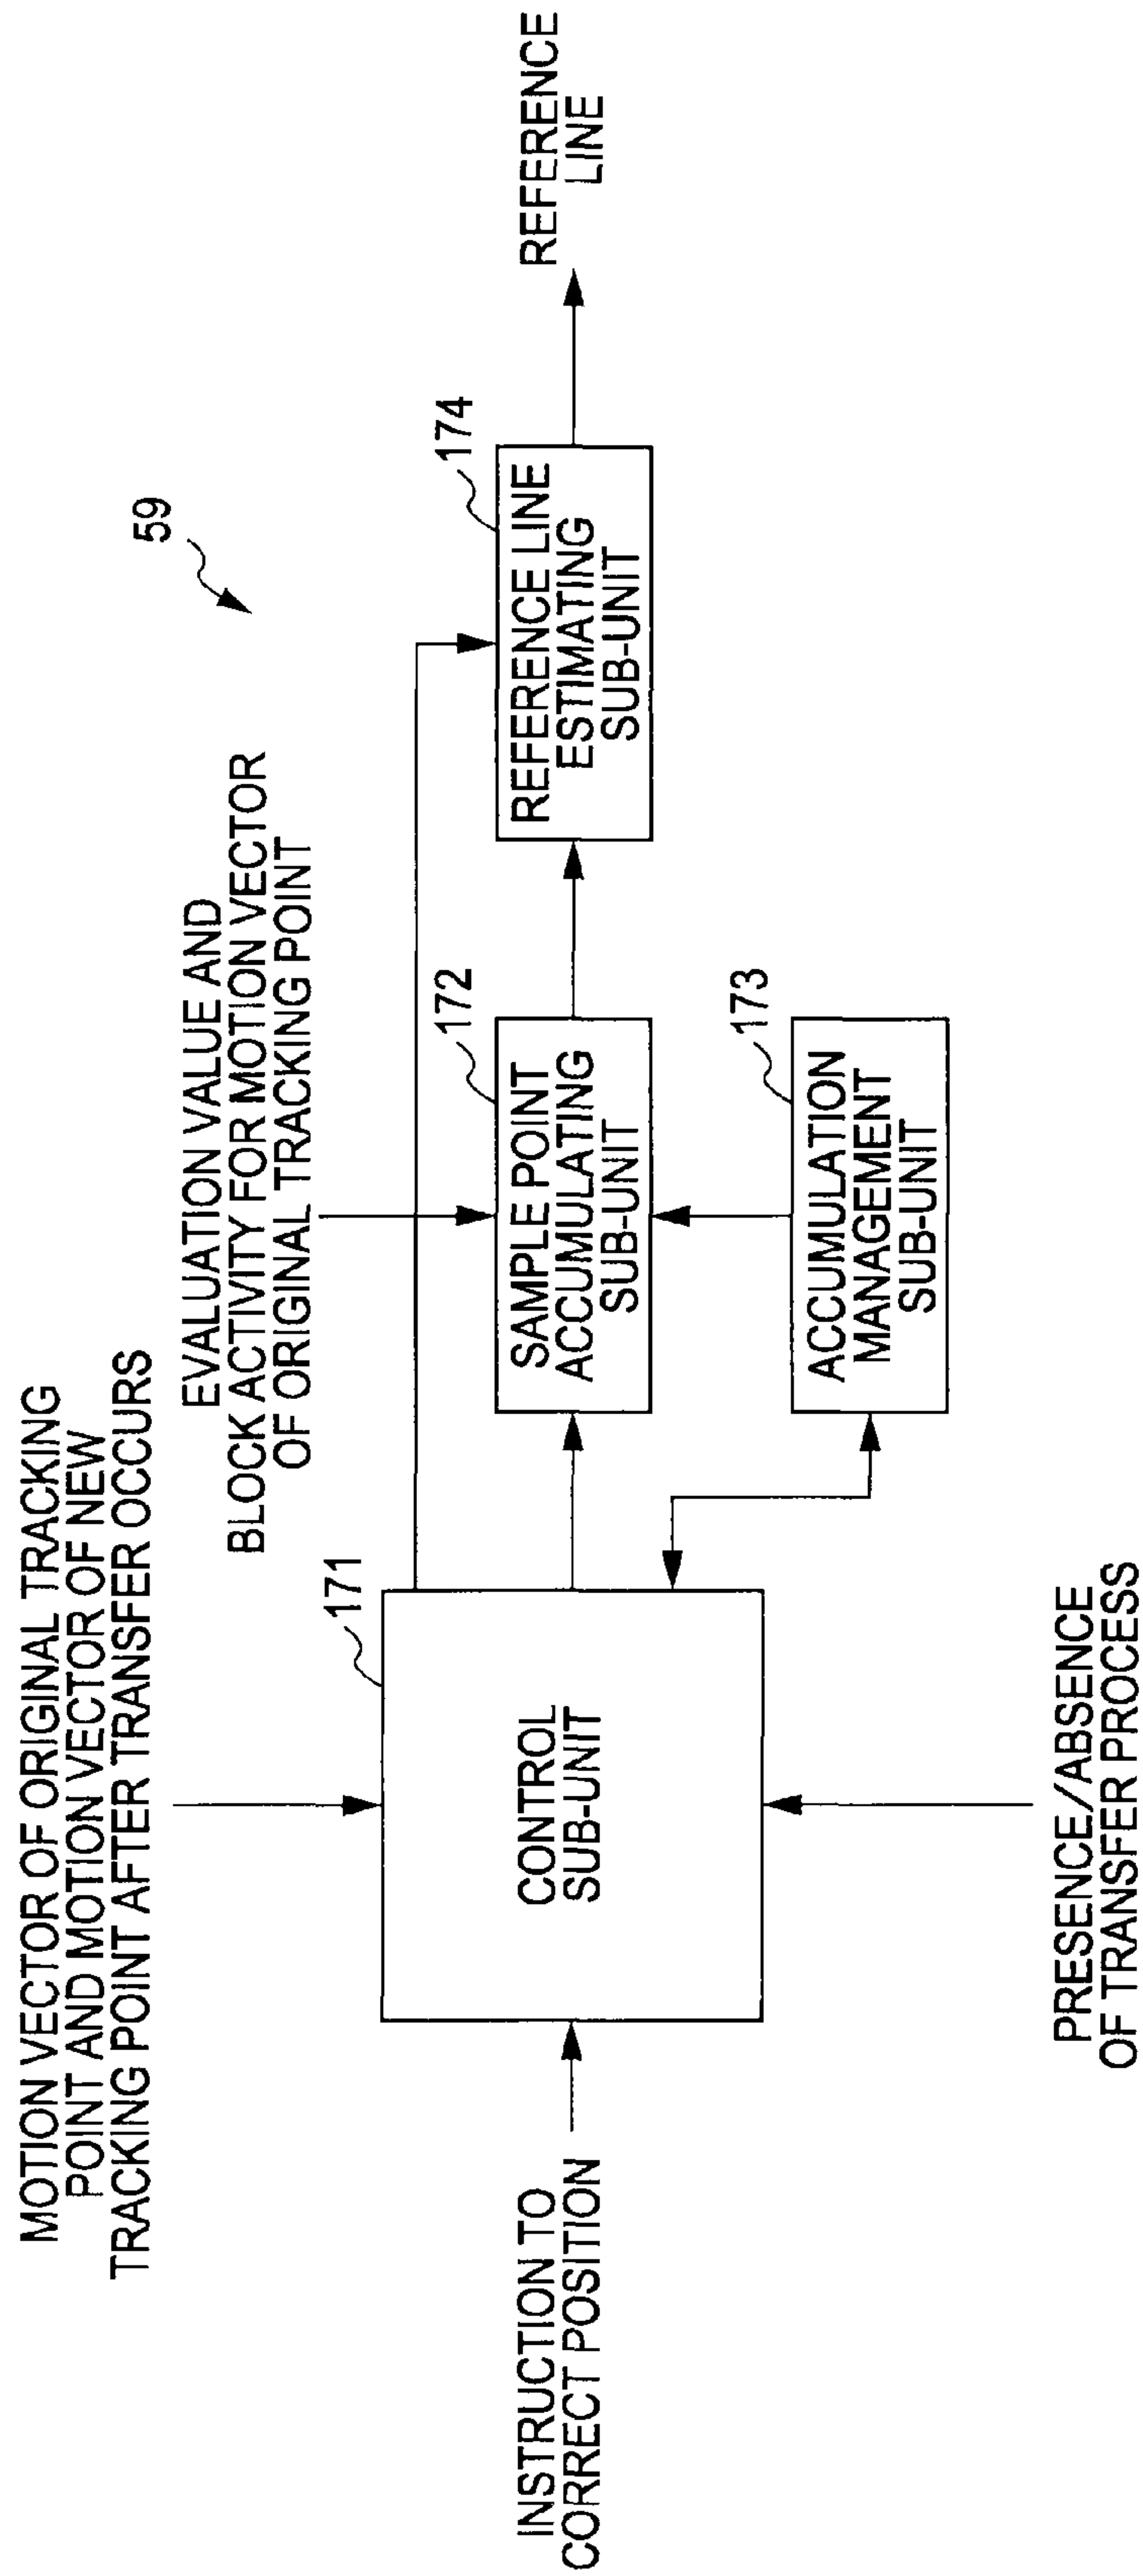 59
MOTION VECTOR OF ORIGINAL TRACKING
POINT AND MOTION VECTOR OF NEW
TRACKING POINT AFTER TRANSFER OCCURS
EVALUATION VALUE AND
BLOCK ACTIVITY FOR MOTION VECTOR
OF ORIGINAL TRACKING POINT
INSTRUCTION TO
CORRECT POSITION
171
CONTROL
SUB-UNIT
172
SAMPLE POINT
ACCUMULATING
SUB-UNIT
174
REFERENCE LINE
ESTIMATING
SUB-UNIT
REFERENCE
LINE
173
ACCUMULATION
MANAGEMENT
SUB-UNIT
PRESENCE/ABSENCE
OF TRANSFER PROCESS